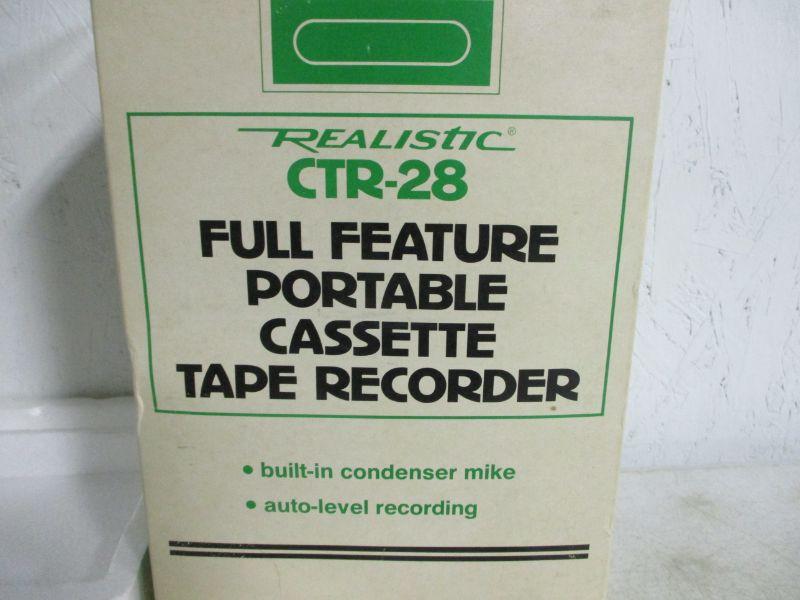 REALISTIC®
CTR-28
FULL FEATURE
PORTABLE
CASSETTE
TAPE RECORDER
• built-in condenser mike
• auto-level recording